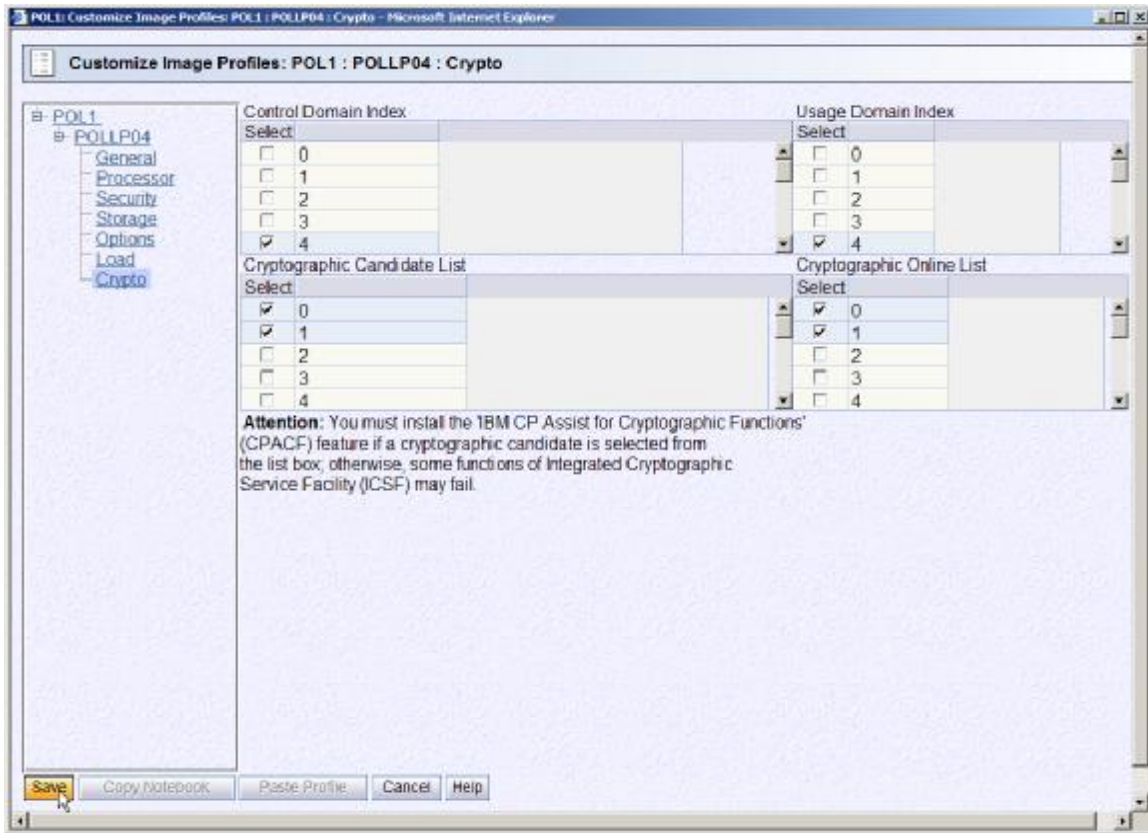 POL1: Customize Image Profiles: POL1 : POLLP04 : Crypto - Microsoft Internet Explorer
Customize Image Profiles: POL1 : POLLP04 : Crypto
POL1
POLLP04
General
Processor
Security
Storage
Options
Load
Crypto
Control Domain Index
Select
0
1
2
3
4
Usage Domain Index
Select
0
1
2
3
4
Cryptographic Candidate List
Select
0
1
2
3
4
Cryptographic Online List
Select
0
1
2
3
4
Attention: You must install the 'IBM CP Assist for Cryptographic Functions'
(CPACF) feature if a cryptographic candidate is selected from
the list box; otherwise, some functions of Integrated Cryptographic
Service Facility (ICSF) may fail.
Save Copy Notebook Paste Profile Cancel Help